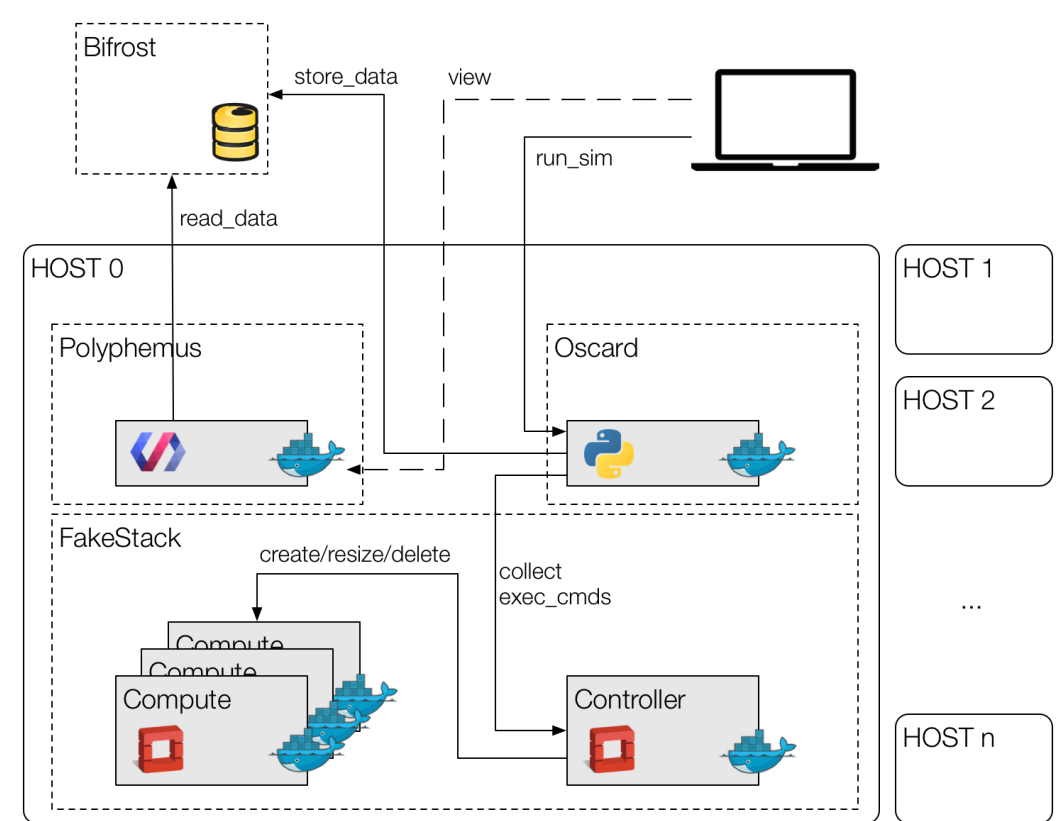 Bifrost
store_data
view
run_sim
read_data
HOST 0
HOST 1
Polyphemus
Oscard
HOST 2
FakeStack
create/resize/delete
collect
exec_cmds
...
Compute
Compute
Compute
Controller
HOST n